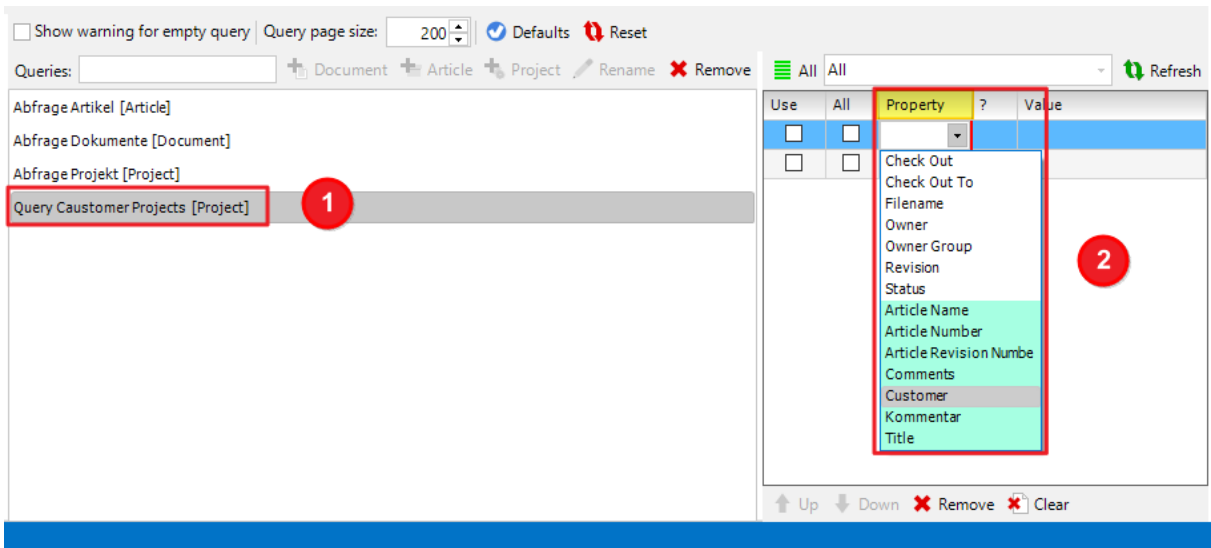 Show warning for empty query Query page size: 200 Defaults Reset
Queries: Document Article Project Rename Remove
Abfrage Artikel [Article]
Abfrage Dokumente [Document]
Abfrage Projekt [Project]
Query Caustomer Projects [Project]
1
All All Refresh
Use All Property ? Value
Check Out
Check Out To
Filename
Owner
Owner Group
Revision
Status
Article Name
Article Number
Article Revision Numbe
Comments
Customer
Kommentar
Title
2
Up Down Remove Clear